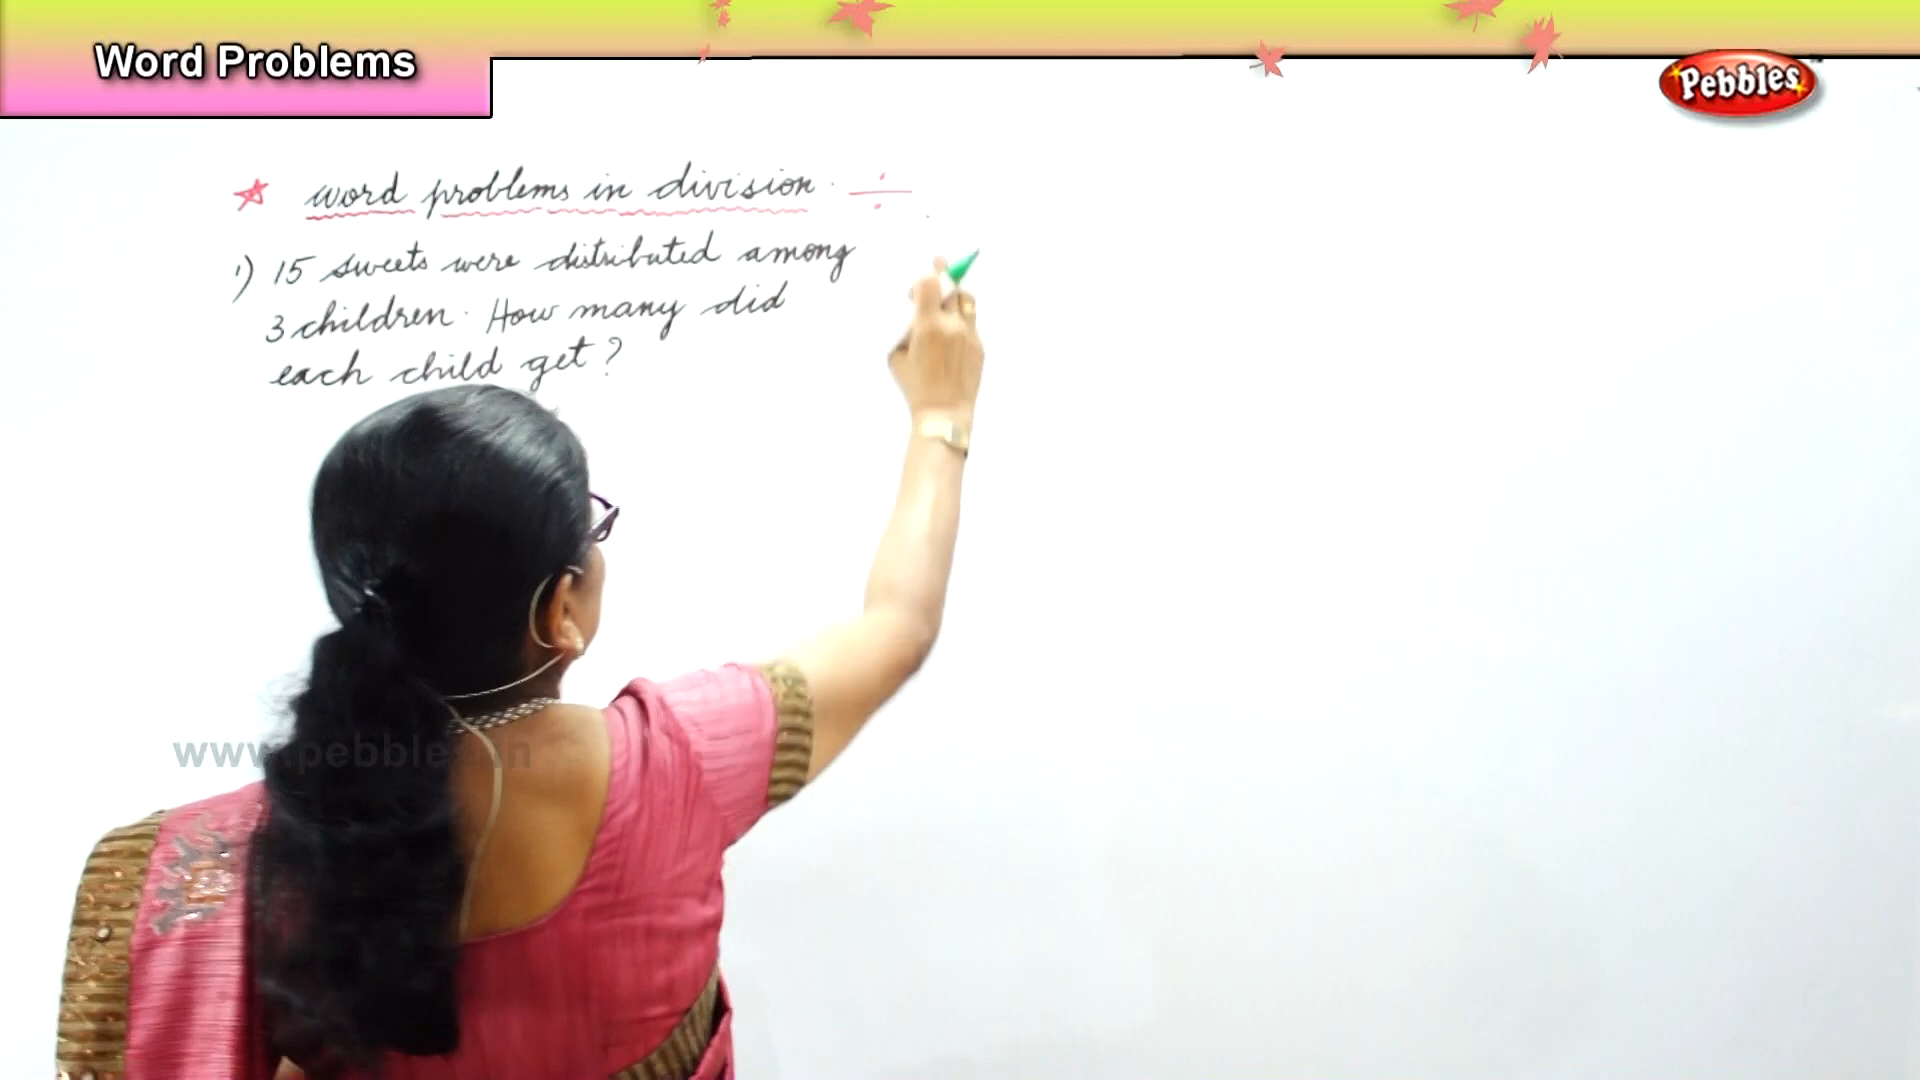 Word Problems
Pebbles
word problems in division. ÷
1) 15 sweets were distributed among
3 children. How many did
each child get?